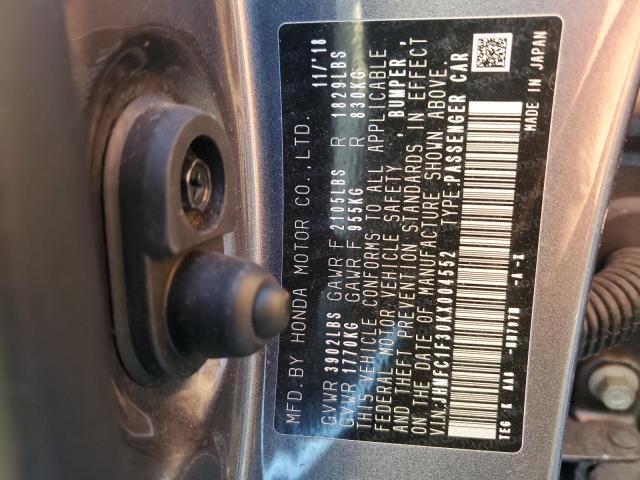 MFD.BY HONDA MOTOR CO.,LTD. 11/'18
GVWR 3902LBS GAWR F 2105LBS R 1829LBS
GVWR 1770KG GAWR F 955KG R 830KG
THIS VEHICLE CONFORMS TO ALL APPLICABLE
FEDERAL MOTOR VEHICLE SAFETY, BUMPER,
AND THEFT PREVENTION STANDARDS IN EFFECT
ON THE DATE OF MANUFACTURE SHOWN ABOVE.
V.I.N.:JHMFC1F30KX004552 TYPE:PASSENGER CAR
MADE IN JAPAN
TEG